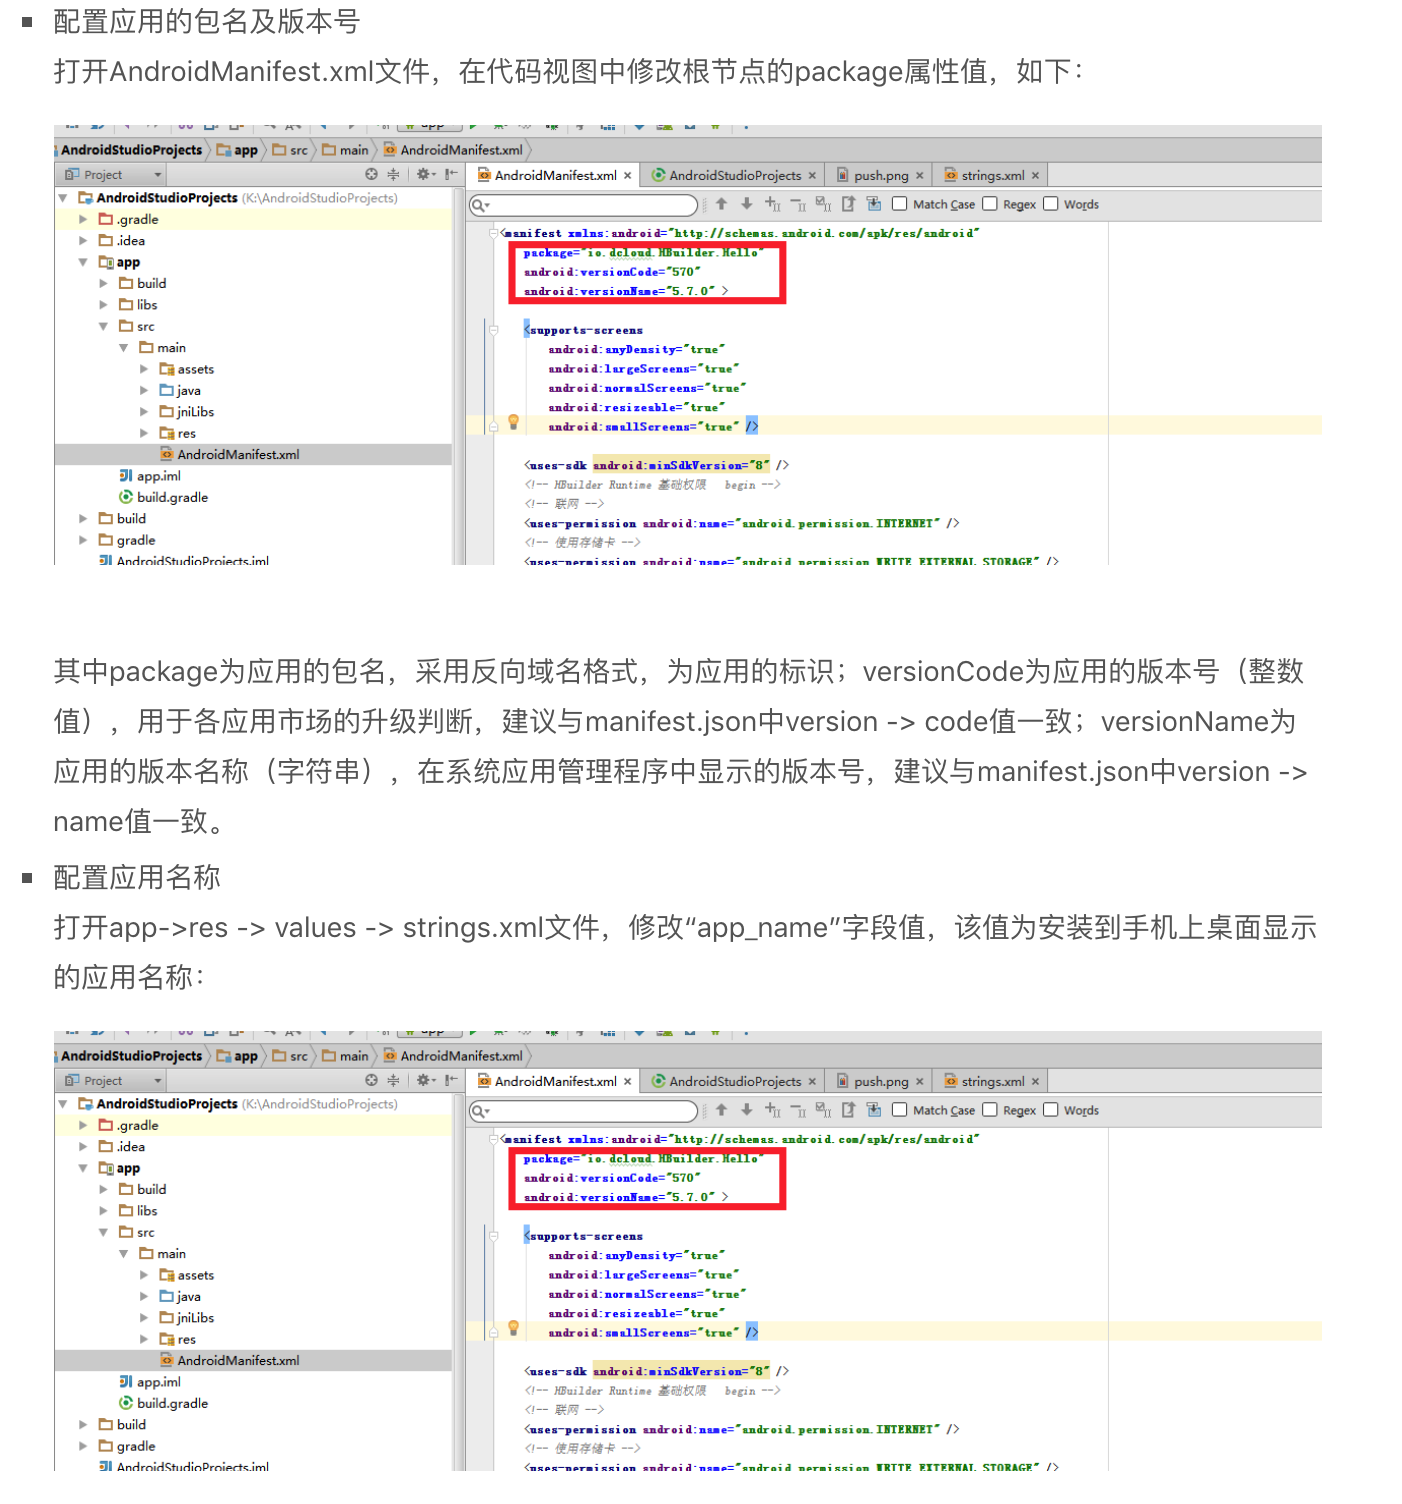 配置应用的包名及版本号
打开AndroidManifest.xml文件，在代码视图中修改根节点的package属性值，如下：
AndroidStudioProjects app src main AndroidManifest.xml
Project
AndroidManifest.xml AndroidStudioProjects push.png strings.xml
AndroidStudioProjects (K:\AndroidStudioProjects)
Match Case Regex Words
.gradle
.idea
app
build
libs
src
main
assets
java
jniLibs
res
AndroidManifest.xml
app.iml
build.gradle
build
gradle
AndroidStudioProjects.iml
<manifest xmlns:android="http://schemas.android.com/apk/res/android"
package="io.dcloud.HBuilder.Hello"
android:versionCode="570"
android:versionName="5.7.0" >
<supports-screens
android:anyDensity="true"
android:largeScreens="true"
android:normalScreens="true"
android:resizeable="true"
android:smallScreens="true" />
<uses-sdk android:minSdkVersion="8" />
<!-- HBuilder Runtime 基础权限 begin -->
<!-- 联网 -->
<uses-permission android:name="android.permission.INTERNET" />
<!-- 使用存储卡 -->
<uses-permission android:name="android.permission.WRITE_EXTERNAL_STORAGE" />
其中package为应用的包名，采用反向域名格式，为应用的标识；versionCode为应用的版本号（整数
值），用于各应用市场的升级判断，建议与manifest.json中version -> code值一致；versionName为
应用的版本名称（字符串），在系统应用管理程序中显示的版本号，建议与manifest.json中version ->
name值一致。
配置应用名称
打开app->res -> values -> strings.xml文件，修改“app_name”字段值，该值为安装到手机上桌面显示
的应用名称：
AndroidStudioProjects app src main AndroidManifest.xml
Project
AndroidManifest.xml AndroidStudioProjects push.png strings.xml
AndroidStudioProjects (K:\AndroidStudioProjects)
Match Case Regex Words
.gradle
.idea
app
build
libs
src
main
assets
java
jniLibs
res
AndroidManifest.xml
app.iml
build.gradle
build
gradle
AndroidStudioProjects.iml
<manifest xmlns:android="http://schemas.android.com/apk/res/android"
package="io.dcloud.HBuilder.Hello"
android:versionCode="570"
android:versionName="5.7.0" >
<supports-screens
android:anyDensity="true"
android:largeScreens="true"
android:normalScreens="true"
android:resizeable="true"
android:smallScreens="true" />
<uses-sdk android:minSdkVersion="8" />
<!-- HBuilder Runtime 基础权限 begin -->
<!-- 联网 -->
<uses-permission android:name="android.permission.INTERNET" />
<!-- 使用存储卡 -->
<uses-permission android:name="android.permission.WRITE_EXTERNAL_STORAGE" />